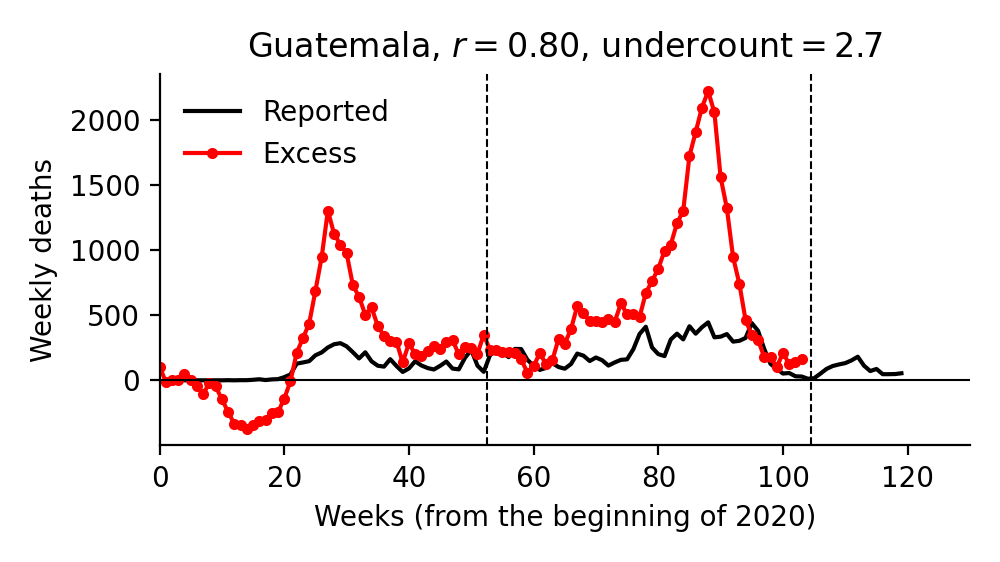 Guatemala, r = 0.80, undercount = 2.7
Reported
Excess
Weekly deaths
2000
1500
1000
500
0
0 20 40 60 80 100 120
Weeks (from the beginning of 2020)